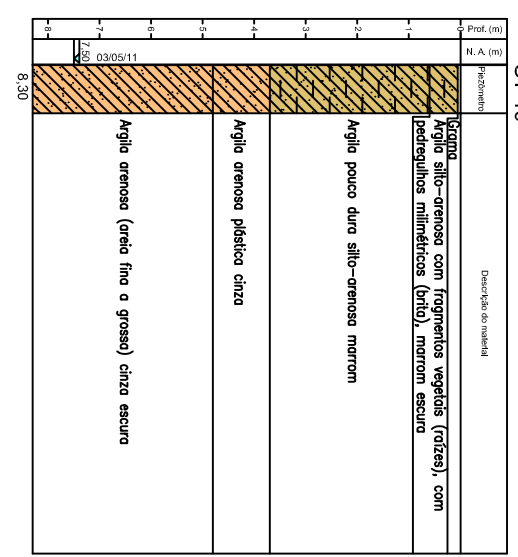 Prof. (m)
N. A. (m)
Piezômetro
Descrição do material
0
1
2
3
4
5
6
7
8
7.50
03/05/11
8,30
Grama
Argila silto-arenosa com fragmentos vegetais (raízes), com
pedregulhos milimétricos (brita), marrom escura
Argila pouco dura silto-arenosa marrom
Argila arenosa plástica cinza
Argila arenosa (areia fina a grossa) cinza escura